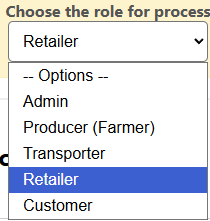 Choose the role for process
Retailer
-- Options --
Admin
Producer (Farmer)
Transporter
Retailer
Customer